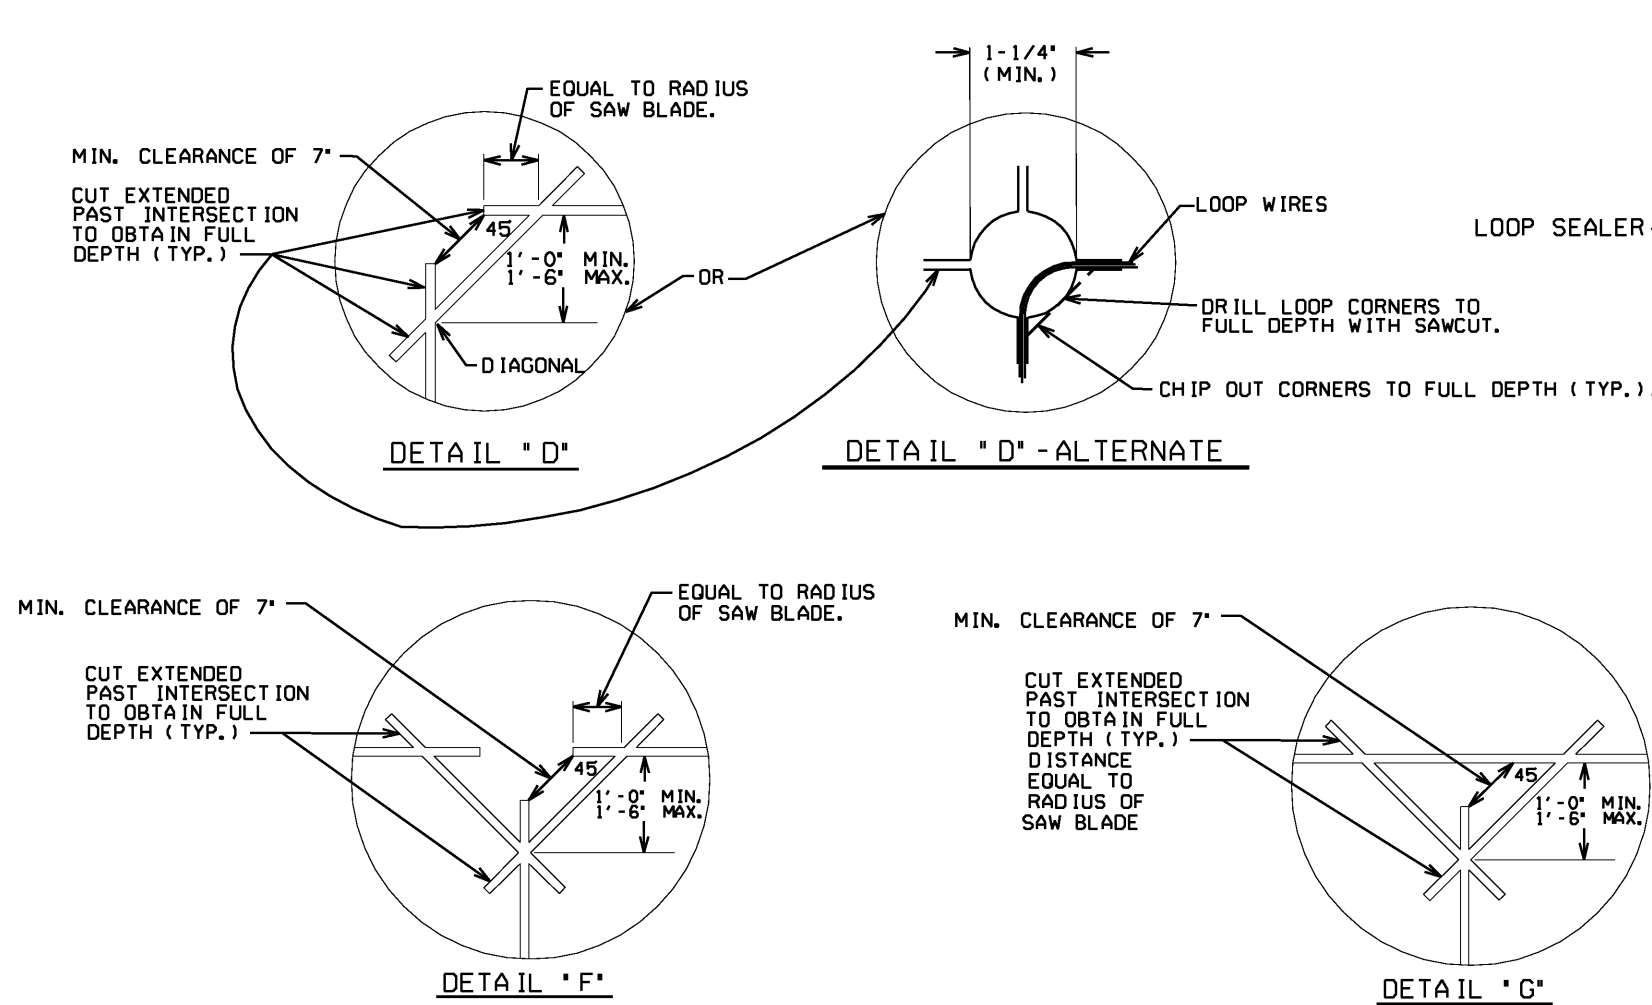 1-1/4"
(MIN.)
EQUAL TO RADIUS
OF SAW BLADE.
MIN. CLEARANCE OF 7"
CUT EXTENDED
PAST INTERSECTION
TO OBTAIN FULL
DEPTH (TYP.)
45
1'-0" MIN.
1'-6" MAX.
DIAGONAL
OR
LOOP WIRES
LOOP SEALER
DRILL LOOP CORNERS TO
FULL DEPTH WITH SAWCUT.
CHIP OUT CORNERS TO FULL DEPTH (TYP.)
DETAIL "D"
DETAIL "D"-ALTERNATE
EQUAL TO RADIUS
OF SAW BLADE.
MIN. CLEARANCE OF 7"
CUT EXTENDED
PAST INTERSECTION
TO OBTAIN FULL
DEPTH (TYP.)
45
1'-0" MIN.
1'-6" MAX.
DETAIL "F"
MIN. CLEARANCE OF 7"
CUT EXTENDED
PAST INTERSECTION
TO OBTAIN FULL
DEPTH (TYP.)
DISTANCE
EQUAL TO
RADIUS OF
SAW BLADE
45
1'-0" MIN.
1'-6" MAX.
DETAIL "G"